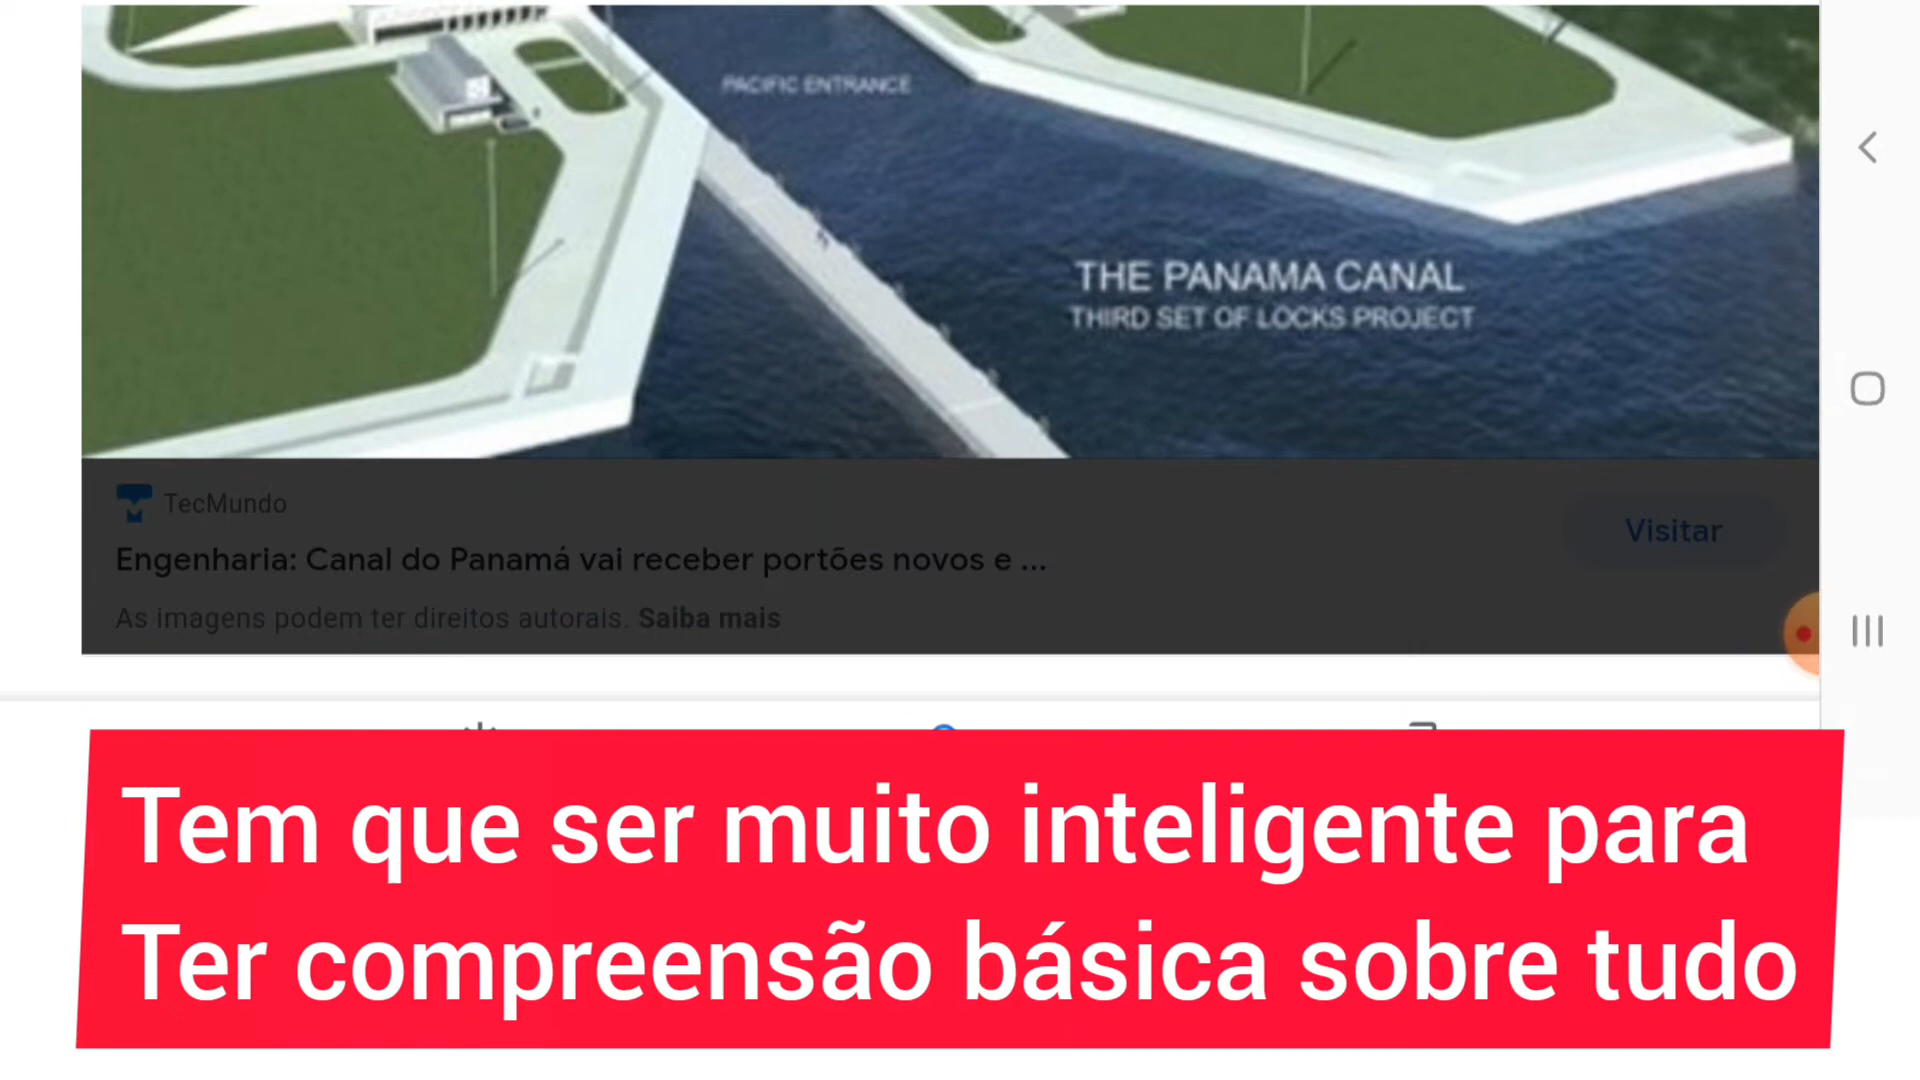 PACIFIC ENTRANCE
THE PANAMA CANAL
THIRD SET OF LOCKS PROJECT
TecMundo
Visitar
Engenharia: Canal do Panamá vai receber portões novos e ...
As imagens podem ter direitos autorais. Saiba mais
Tem que ser muito inteligente para
Ter compreensão básica sobre tudo